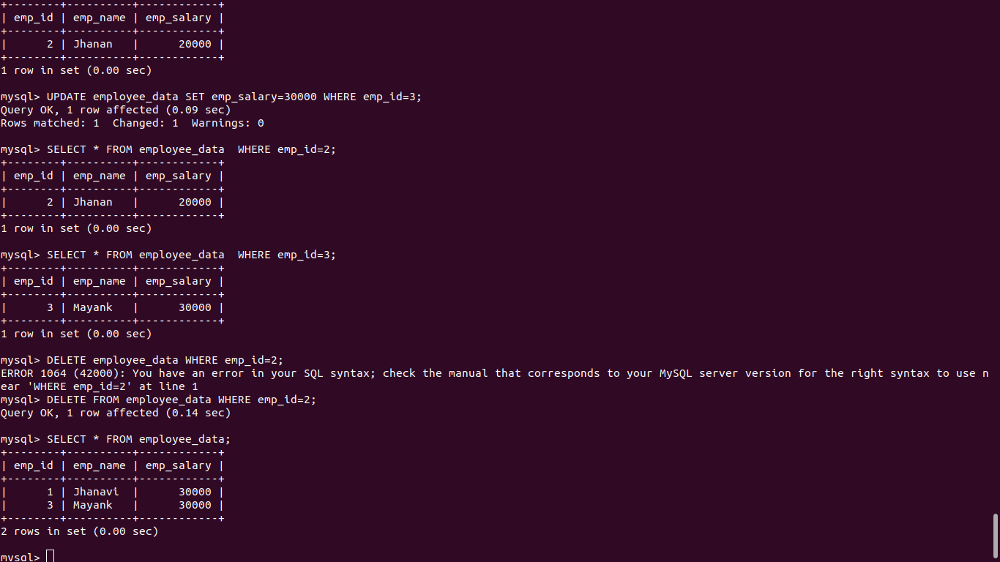 +--------+----------+------------+
| emp_id | emp_name | emp_salary |
+--------+----------+------------+
|      2 | Jhanan   |      20000 |
+--------+----------+------------+
1 row in set (0.00 sec)

mysql> UPDATE employee_data SET emp_salary=30000 WHERE emp_id=3;
Query OK, 1 row affected (0.09 sec)
Rows matched: 1  Changed: 1  Warnings: 0

mysql> SELECT * FROM employee_data  WHERE emp_id=2;
+--------+----------+------------+
| emp_id | emp_name | emp_salary |
+--------+----------+------------+
|      2 | Jhanan   |      20000 |
+--------+----------+------------+
1 row in set (0.00 sec)

mysql> SELECT * FROM employee_data  WHERE emp_id=3;
+--------+----------+------------+
| emp_id | emp_name | emp_salary |
+--------+----------+------------+
|      3 | Mayank   |      30000 |
+--------+----------+------------+
1 row in set (0.00 sec)

mysql> DELETE employee_data WHERE emp_id=2;
ERROR 1064 (42000): You have an error in your SQL syntax; check the manual that corresponds to your MySQL server version for the right syntax to use n
ear 'WHERE emp_id=2' at line 1
mysql> DELETE FROM employee_data WHERE emp_id=2;
Query OK, 1 row affected (0.14 sec)

mysql> SELECT * FROM employee_data;
+--------+----------+------------+
| emp_id | emp_name | emp_salary |
+--------+----------+------------+
|      1 | Jhanavi  |      30000 |
|      3 | Mayank   |      30000 |
+--------+----------+------------+
2 rows in set (0.00 sec)

mysql>